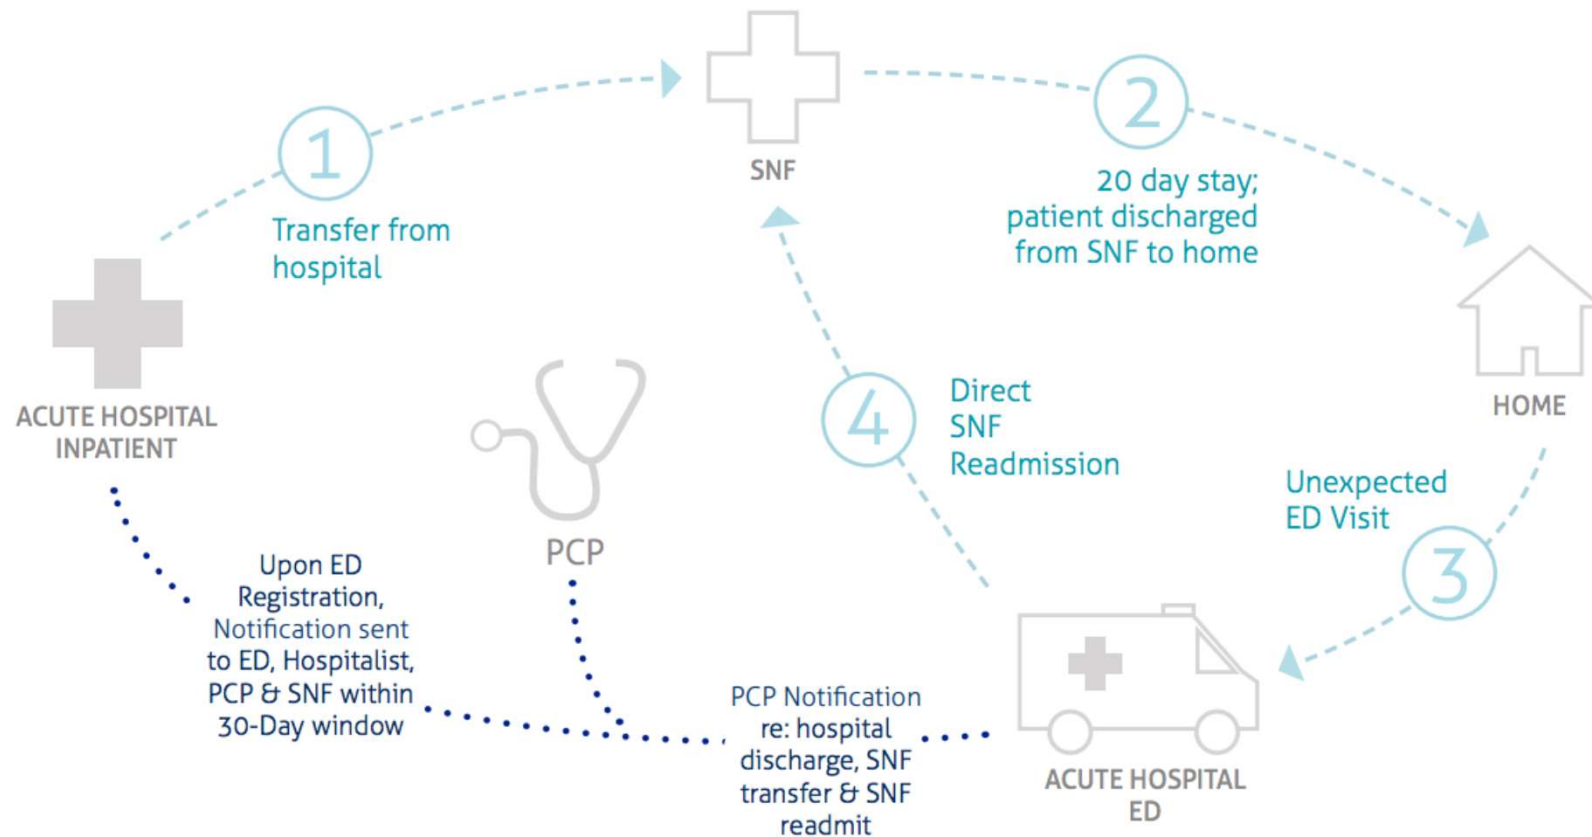 1
Transfer from
hospital
SNF
2
20 day stay;
patient discharged
from SNF to home
ACUTE HOSPITAL
INPATIENT
PCP
4
Direct
SNF
Readmission
HOME
Unexpected
ED Visit
3
Upon ED
Registration,
Notification sent
to ED, Hospitalist,
PCP & SNF within
30-Day window
PCP Notification
re: hospital
discharge, SNF
transfer & SNF
readmit
ACUTE HOSPITAL
ED